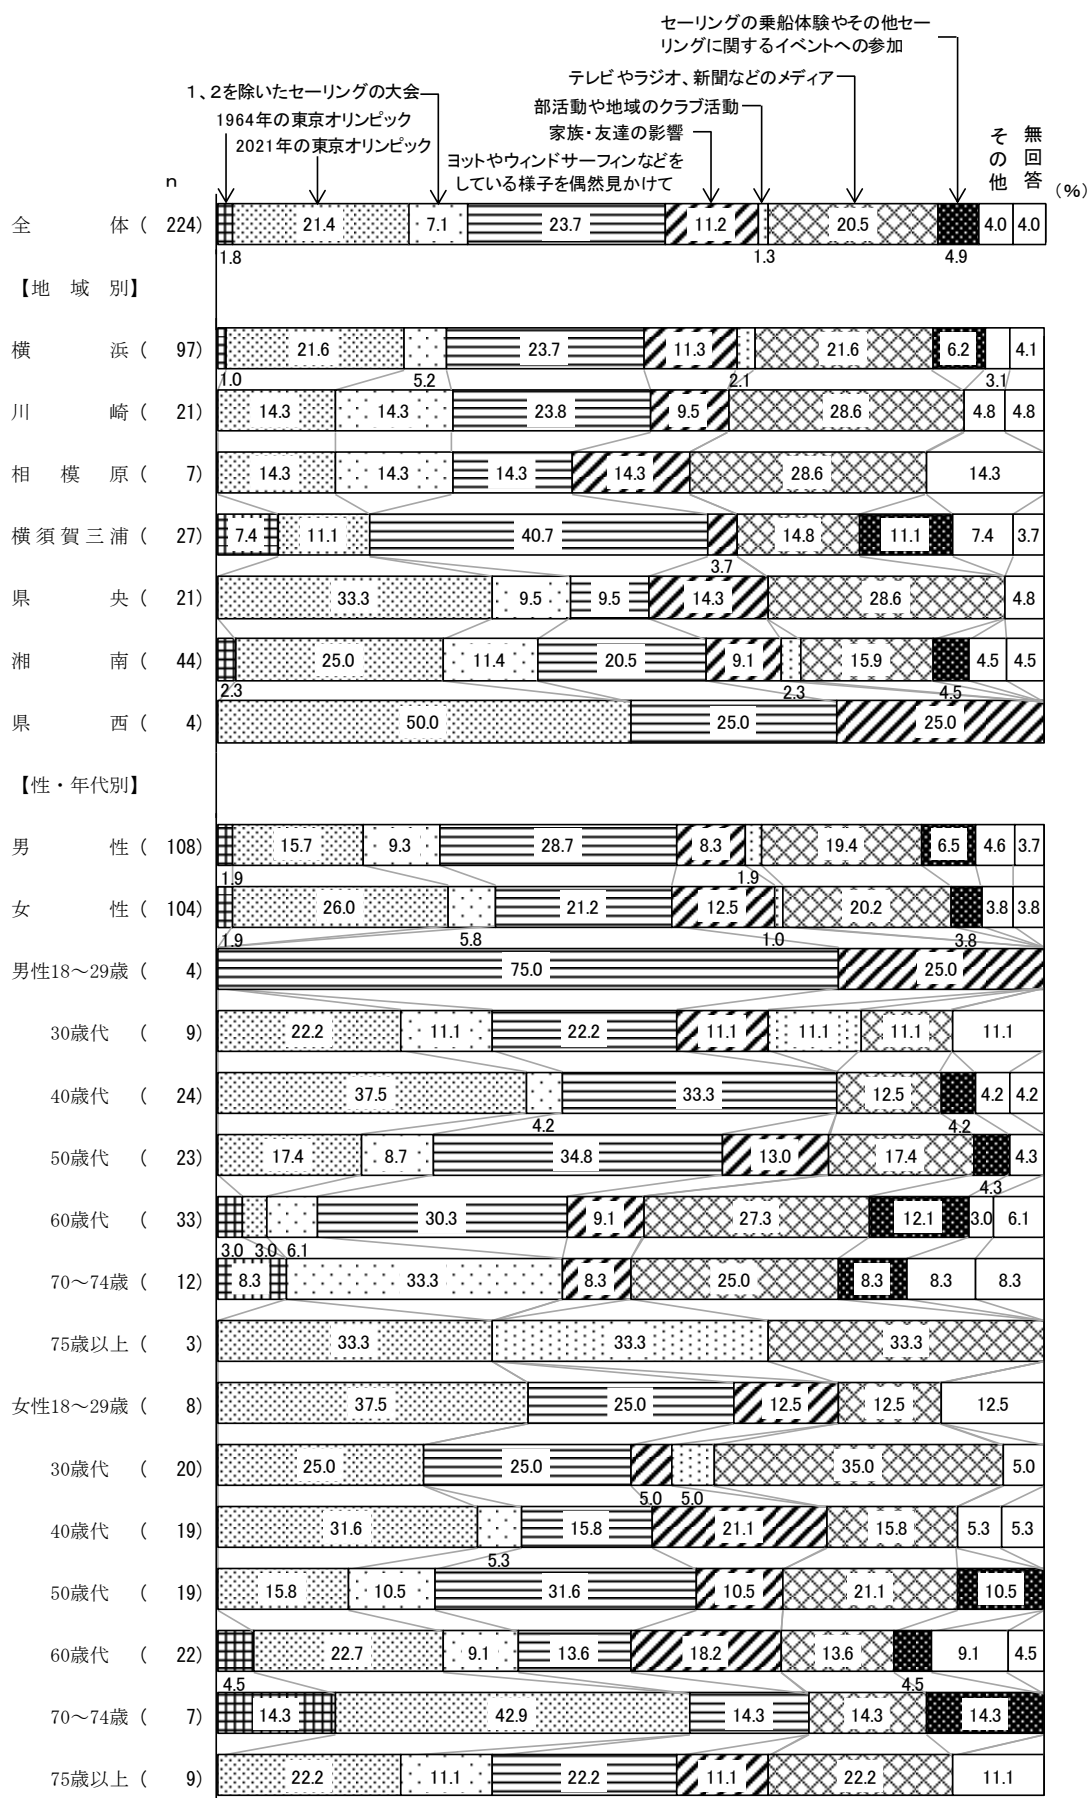 セーリングの乗船体験やその他セー
リングに関するイベントへの参加
テレビやラジオ、新聞などのメディア
１、２を除いたセーリングの大会
部活動や地域のクラブ活動
1964年の東京オリンピック
家族・友達の影響
2021年の東京オリンピック
ヨットやウィンドサーフィンなどを
している様子を偶然見かけて
その他
無回答
n
(％)
全体 ( 224) 21.4 7.1 23.7 11.2 20.5 4.0 4.0
1.8 1.3 4.9
【地域別】
横浜 ( 97) 21.6 23.7 11.3 21.6 6.2 4.1
1.0 5.2 2.1 3.1
川崎 ( 21) 14.3 14.3 23.8 9.5 28.6 4.8 4.8
相模原 ( 7) 14.3 14.3 14.3 14.3 28.6 14.3
横須賀三浦 ( 27) 7.4 11.1 40.7 14.8 11.1 7.4 3.7
3.7
県央 ( 21) 33.3 9.5 9.5 14.3 28.6 4.8
湘南 ( 44) 25.0 11.4 20.5 9.1 15.9 4.5 4.5
2.3 2.3 4.5
県西 ( 4) 50.0 25.0 25.0
【性・年代別】
男性 ( 108) 15.7 9.3 28.7 8.3 19.4 6.5 4.6 3.7
1.9 1.9
女性 ( 104) 26.0 21.2 12.5 20.2 3.8 3.8
1.9 5.8 1.0 3.8
男性18～29歳 ( 4) 75.0 25.0
30歳代 ( 9) 22.2 11.1 22.2 11.1 11.1 11.1 11.1
40歳代 ( 24) 37.5 33.3 12.5 4.2 4.2
4.2 4.2
50歳代 ( 23) 17.4 8.7 34.8 13.0 17.4 4.3
4.3
60歳代 ( 33) 30.3 9.1 27.3 12.1 3.0 6.1
3.0 3.0 6.1
70～74歳 ( 12) 8.3 33.3 8.3 25.0 8.3 8.3 8.3
75歳以上 ( 3) 33.3 33.3 33.3
女性18～29歳 ( 8) 37.5 25.0 12.5 12.5 12.5
30歳代 ( 20) 25.0 25.0 35.0 5.0
5.0 5.0
40歳代 ( 19) 31.6 15.8 21.1 15.8 5.3 5.3
5.3
50歳代 ( 19) 15.8 10.5 31.6 10.5 21.1 10.5
60歳代 ( 22) 22.7 9.1 13.6 18.2 13.6 9.1 4.5
4.5 4.5
70～74歳 ( 7) 14.3 42.9 14.3 14.3 14.3
75歳以上 ( 9) 22.2 11.1 22.2 11.1 22.2 11.1